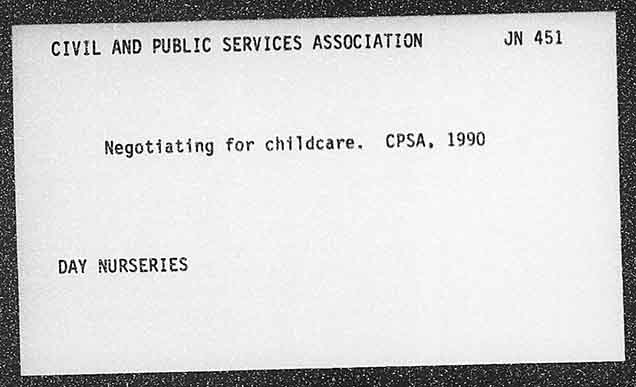 CIVIL AND PUBLIC SERVICES ASSOCIATION JN 451
Negotiating for childcare. CPSA, 1990
DAY NURSERIES